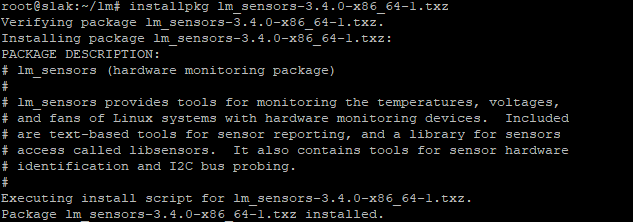 root@slak:~/lm# installpkg lm_sensors-3.4.0-x86_64-1.txz
Verifying package lm_sensors-3.4.0-x86_64-1.txz.
Installing package lm_sensors-3.4.0-x86_64-1.txz:
PACKAGE DESCRIPTION:
# lm_sensors (hardware monitoring package)
#
# lm_sensors provides tools for monitoring the temperatures, voltages,
# and fans of Linux systems with hardware monitoring devices.  Included
# are text-based tools for sensor reporting, and a library for sensors
# access called libsensors.  It also contains tools for sensor hardware
# identification and I2C bus probing.
#
Executing install script for lm_sensors-3.4.0-x86_64-1.txz.
Package lm_sensors-3.4.0-x86_64-1.txz installed.